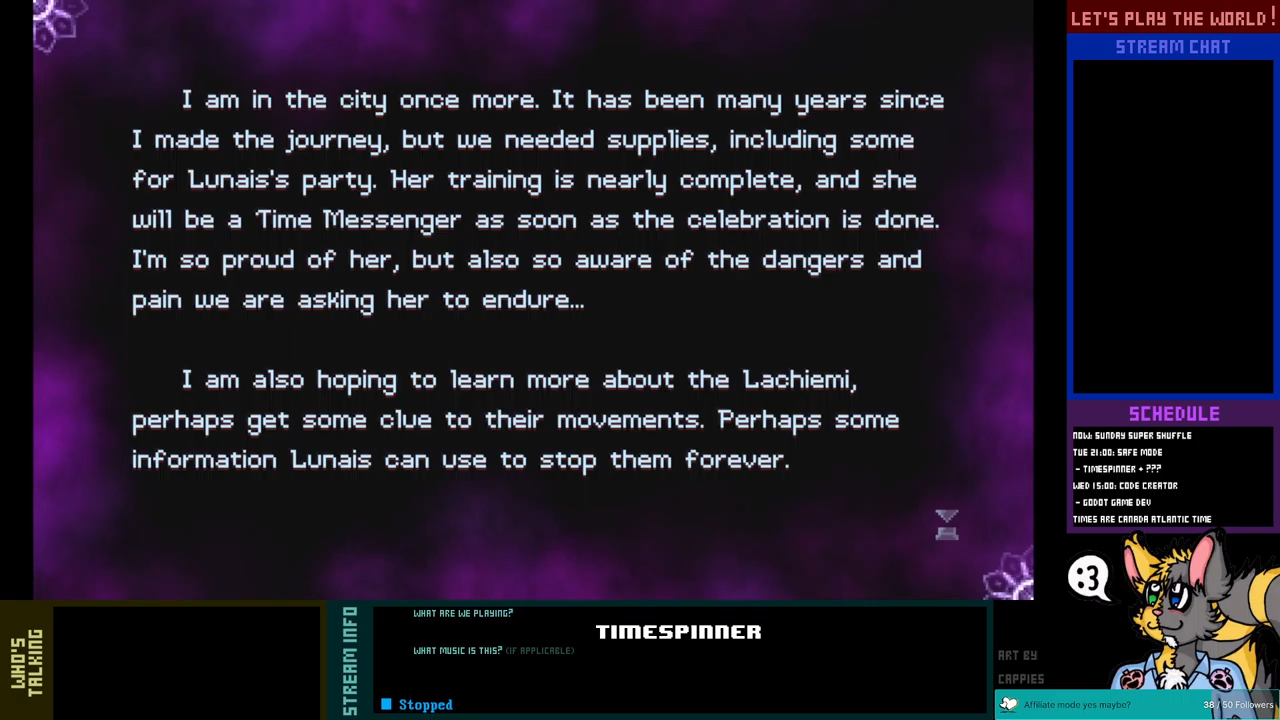 I am in the city once more. It has been many years since
I made the journey, but we needed supplies, including some
for Lunais's party. Her training is nearly complete, and she
will be a Time Messenger as soon as the celebration is done.
I'm so proud of her, but also so aware of the dangers and
pain we are asking her to endure...
I am also hoping to learn more about the Lachiemi,
perhaps get some clue to their movements. Perhaps some
information Lunais can use to stop them forever.
LET'S PLAY THE WORLD!
STREAM CHAT
SCHEDULE
NOW: SUNDAY SUPER SHUFFLE
TUE 21:00: SAFE MODE
- TIMESPINNER + ???
WED 15:00: CODE CREATOR
- GODOT GAME DEV
TIMES ARE CANADA ATLANTIC TIME
:3
WHO'S
TALKING
STREAM INFO
WHAT ARE WE PLAYING?
TIMESPINNER
WHAT MUSIC IS THIS? (IF APPLICABLE)
Stopped
ART BY
CAPPIES
Affiliate mode yes maybe?
38 / 50 Followers